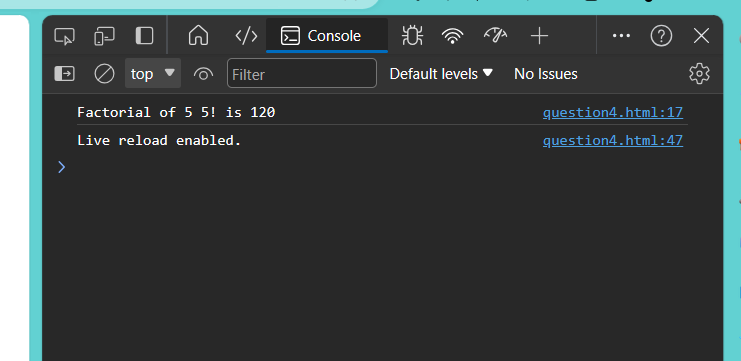 Console
top Filter Default levels No Issues
Factorial of 5 5! is 120 question4.html:17
Live reload enabled. question4.html:47